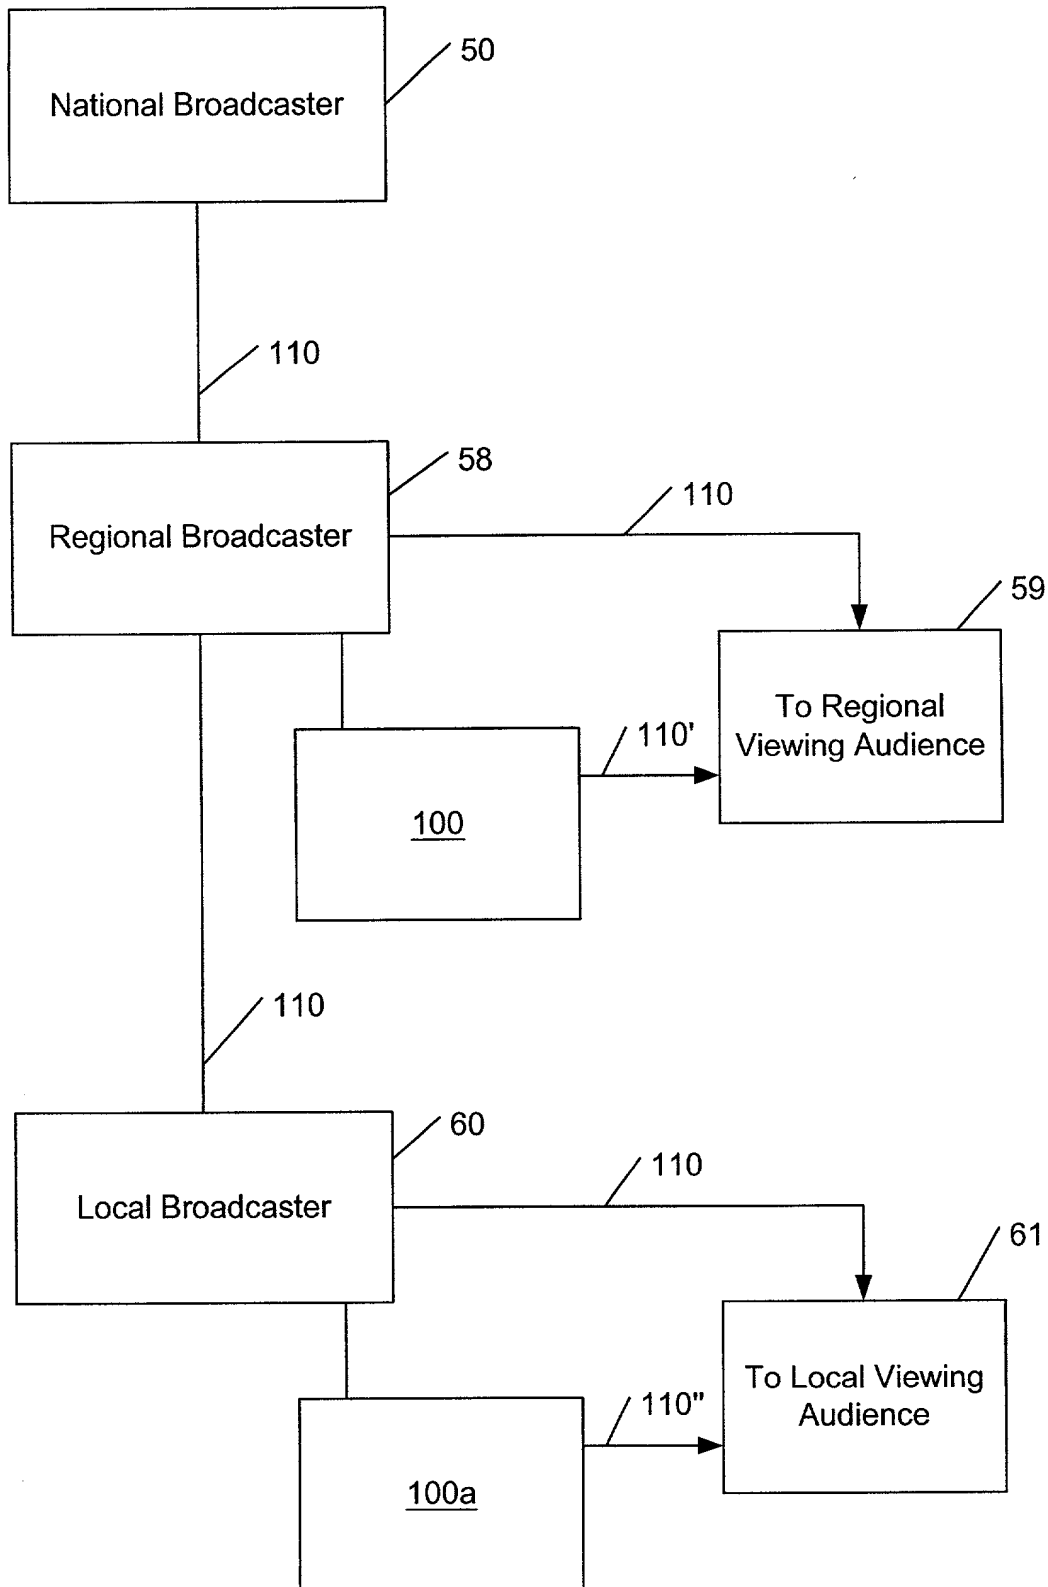 50
National Broadcaster
110
58
110
Regional Broadcaster
59
To Regional
Viewing Audience
110'
100
110
60
110
Local Broadcaster
61
To Local Viewing
Audience
110"
100a